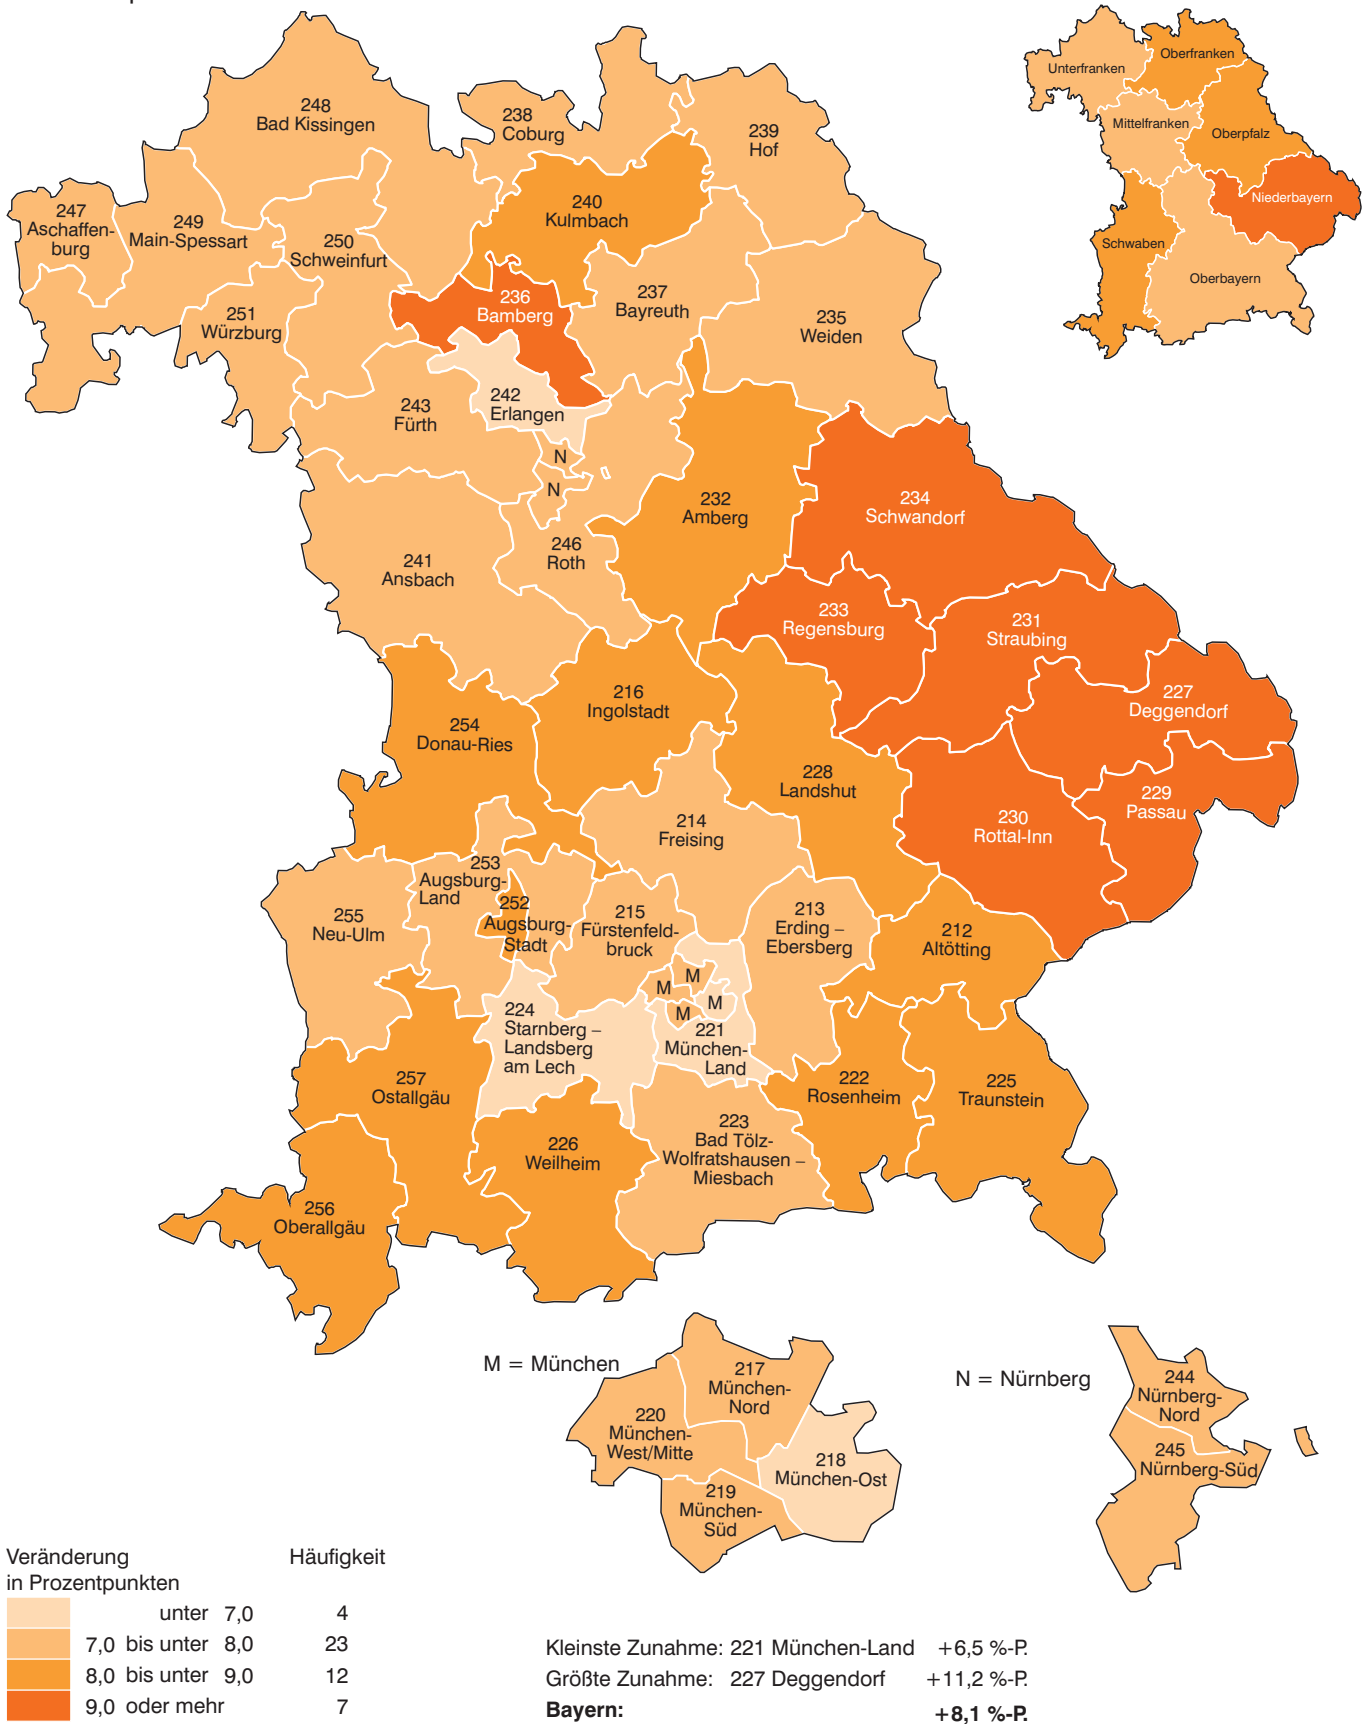 248
Bad Kissingen
238
Coburg
239
Hof
240
Kulmbach
247
Aschaffen-
burg
249
Main-Spessart
250
Schweinfurt
251
Würzburg
236
Bamberg
237
Bayreuth
235
Weiden
243
Fürth
242
Erlangen
N
N
232
Amberg
234
Schwandorf
241
Ansbach
246
Roth
233
Regensburg
231
Straubing
216
Ingolstadt
227
Deggendorf
254
Donau-Ries
228
Landshut
229
Passau
214
Freising
230
Rottal-Inn
253
Augsburg-
Land
252
Augsburg-
Stadt
255
Neu-Ulm
215
Fürstenfeld-
bruck
213
Erding –
Ebersberg
212
Altötting
M
M
M
M
224
Starnberg –
Landsberg
am Lech
221
München-
Land
257
Ostallgäu
222
Rosenheim
225
Traunstein
223
Bad Tölz-
Wolfratshausen –
Miesbach
226
Weilheim
256
Oberallgäu
Unterfranken
Oberfranken
Mittelfranken
Oberpfalz
Niederbayern
Schwaben
Oberbayern
M = München
217
München-
Nord
220
München-
West/Mitte
218
München-Ost
219
München-
Süd
N = Nürnberg
244
Nürnberg-
Nord
245
Nürnberg-Süd
Veränderung Häufigkeit
in Prozentpunkten
unter 7,0 4
7,0 bis unter 8,0 23
8,0 bis unter 9,0 12
9,0 oder mehr 7
Kleinste Zunahme: 221 München-Land +6,5 %-P.
Größte Zunahme: 227 Deggendorf +11,2 %-P.
Bayern: +8,1 %-P.